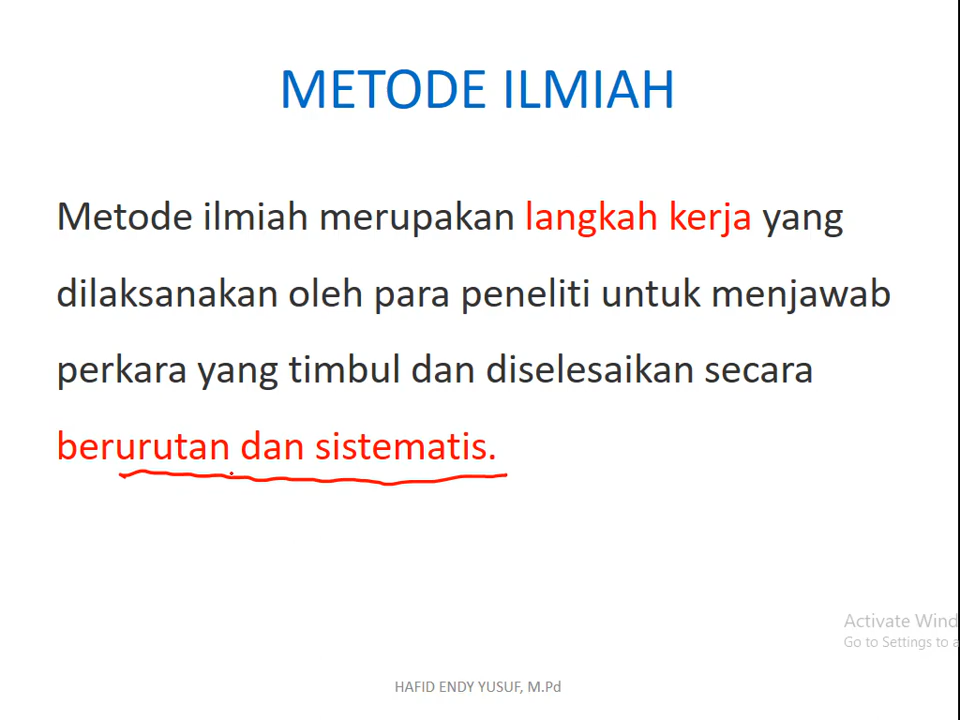 METODE ILMIAH
Metode ilmiah merupakan langkah kerja yang
dilaksanakan oleh para peneliti untuk menjawab
perkara yang timbul dan diselesaikan secara
berurutan dan sistematis.
Activate Wind
Go to Settings to a
HAFID ENDY YUSUF, M.Pd